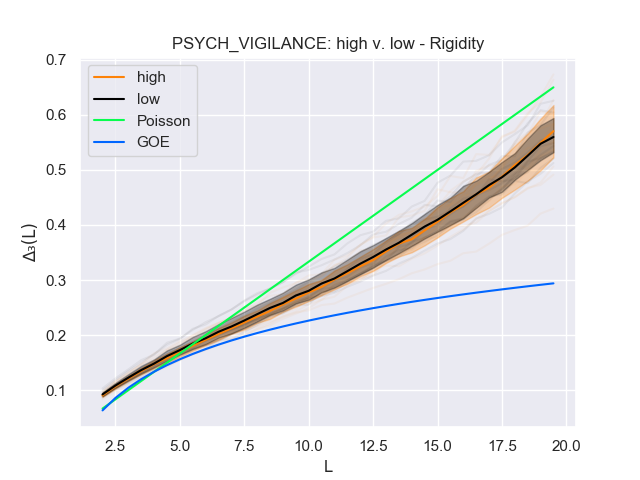 PSYCH_VIGILANCE: high v. low - Rigidity
high
low
Poisson
GOE
0.7
0.6
0.5
0.4
0.3
0.2
0.1
Δ₃(L)
2.5 5.0 7.5 10.0 12.5 15.0 17.5 20.0
L